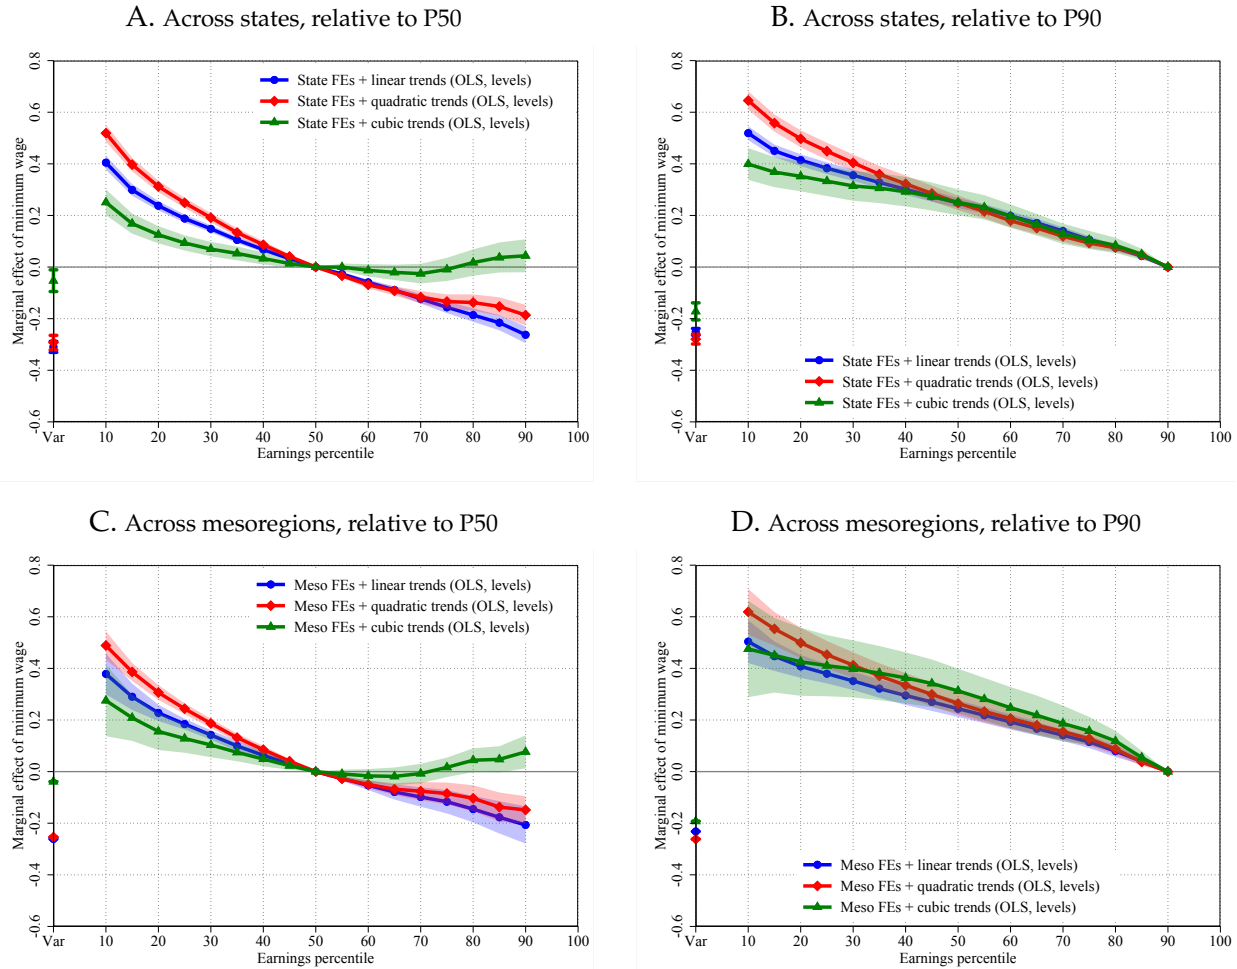 A. Across states, relative to P50
Marginal effect of minimum wage
0.8
0.6
0.4
0.2
0.0
-0.2
-0.4
-0.6
State FEs + linear trends (OLS, levels)
State FEs + quadratic trends (OLS, levels)
State FEs + cubic trends (OLS, levels)
Var 10 20 30 40 50 60 70 80 90 100
Earnings percentile
B. Across states, relative to P90
Marginal effect of minimum wage
0.8
0.6
0.4
0.2
0.0
-0.2
-0.4
-0.6
State FEs + linear trends (OLS, levels)
State FEs + quadratic trends (OLS, levels)
State FEs + cubic trends (OLS, levels)
Var 10 20 30 40 50 60 70 80 90 100
Earnings percentile
C. Across mesoregions, relative to P50
Marginal effect of minimum wage
0.8
0.6
0.4
0.2
0.0
-0.2
-0.4
-0.6
Meso FEs + linear trends (OLS, levels)
Meso FEs + quadratic trends (OLS, levels)
Meso FEs + cubic trends (OLS, levels)
Var 10 20 30 40 50 60 70 80 90 100
Earnings percentile
D. Across mesoregions, relative to P90
Marginal effect of minimum wage
0.8
0.6
0.4
0.2
0.0
-0.2
-0.4
-0.6
Meso FEs + linear trends (OLS, levels)
Meso FEs + quadratic trends (OLS, levels)
Meso FEs + cubic trends (OLS, levels)
Var 10 20 30 40 50 60 70 80 90 100
Earnings percentile